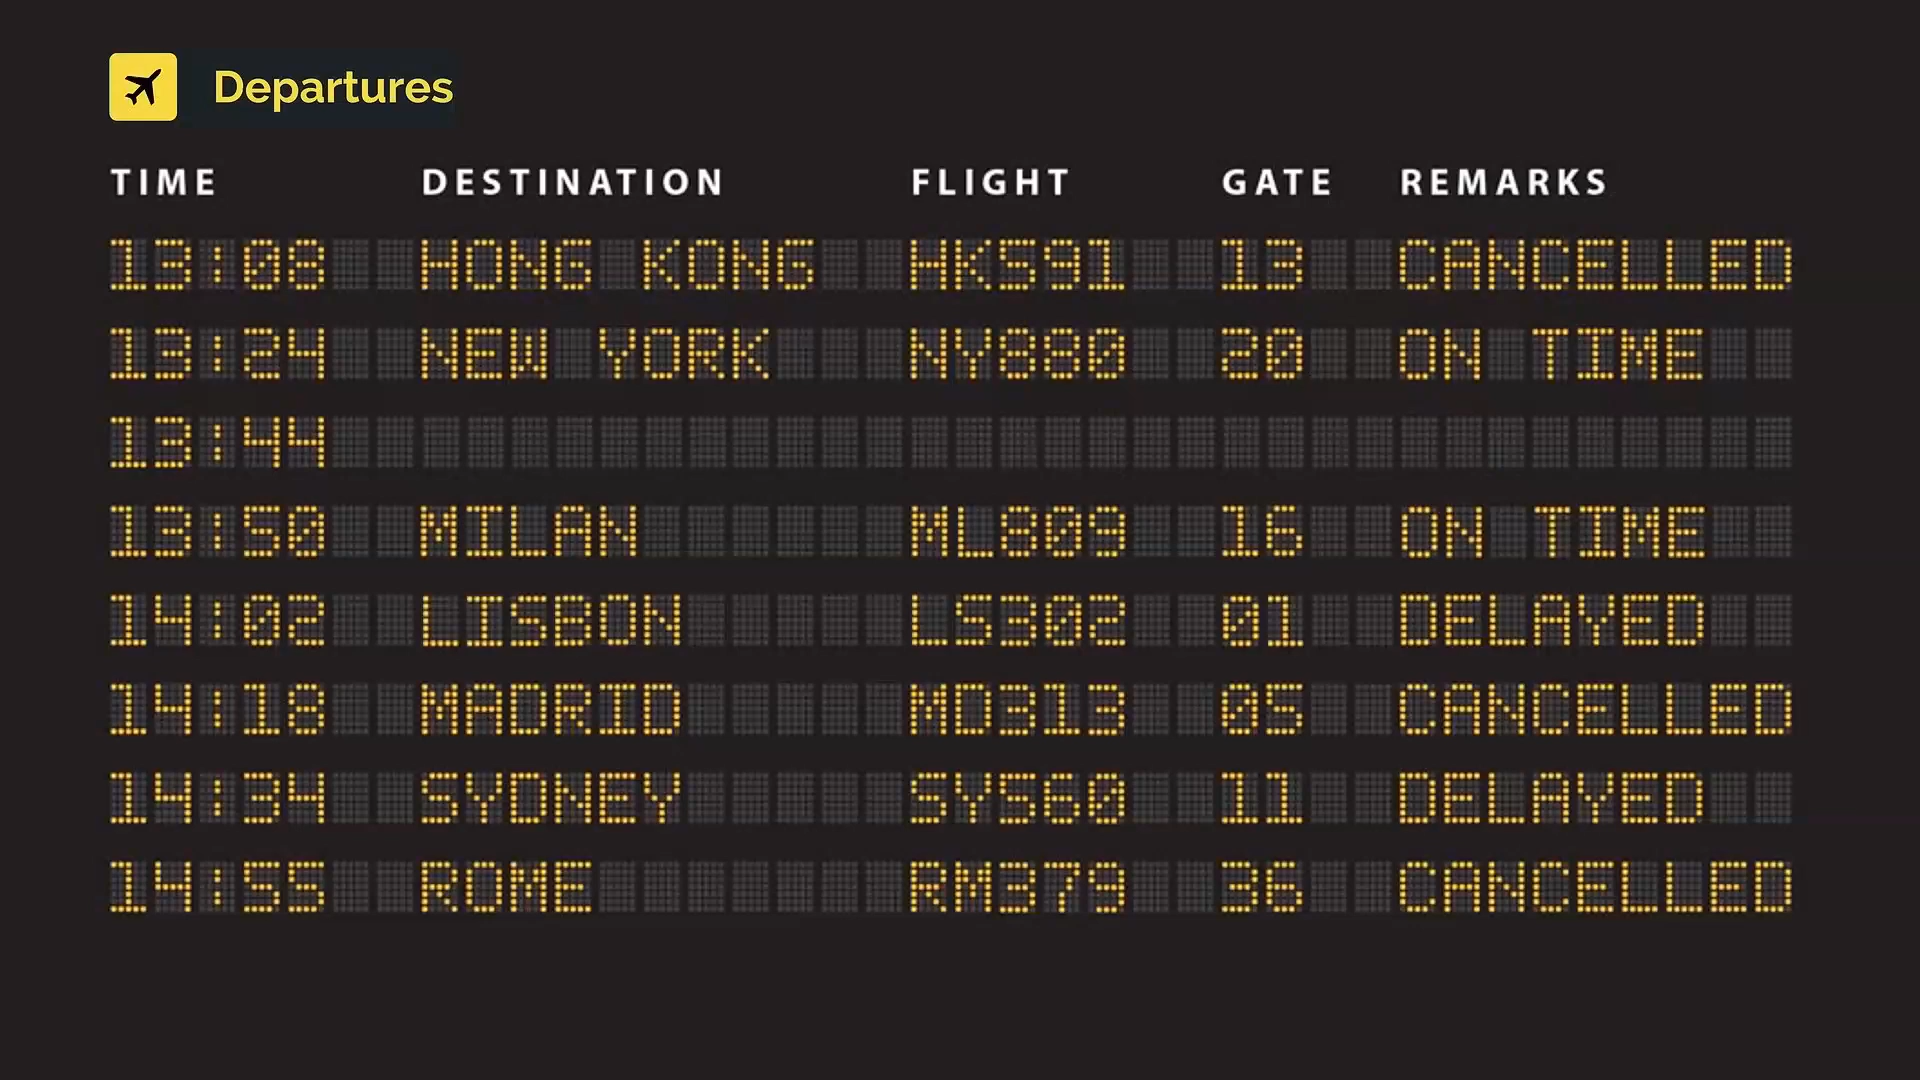 Departures
TIME DESTINATION FLIGHT GATE REMARKS
13:08 HONG KONG HK591 13 CANCELLED
13:24 NEW YORK NY880 20 ON TIME
13:44
13:50 MILAN ML809 16 ON TIME
14:02 LISBON LS302 01 DELAYED
14:18 MADRID MD313 05 CANCELLED
14:34 SYDNEY SY560 11 DELAYED
14:55 ROME RM379 36 CANCELLED